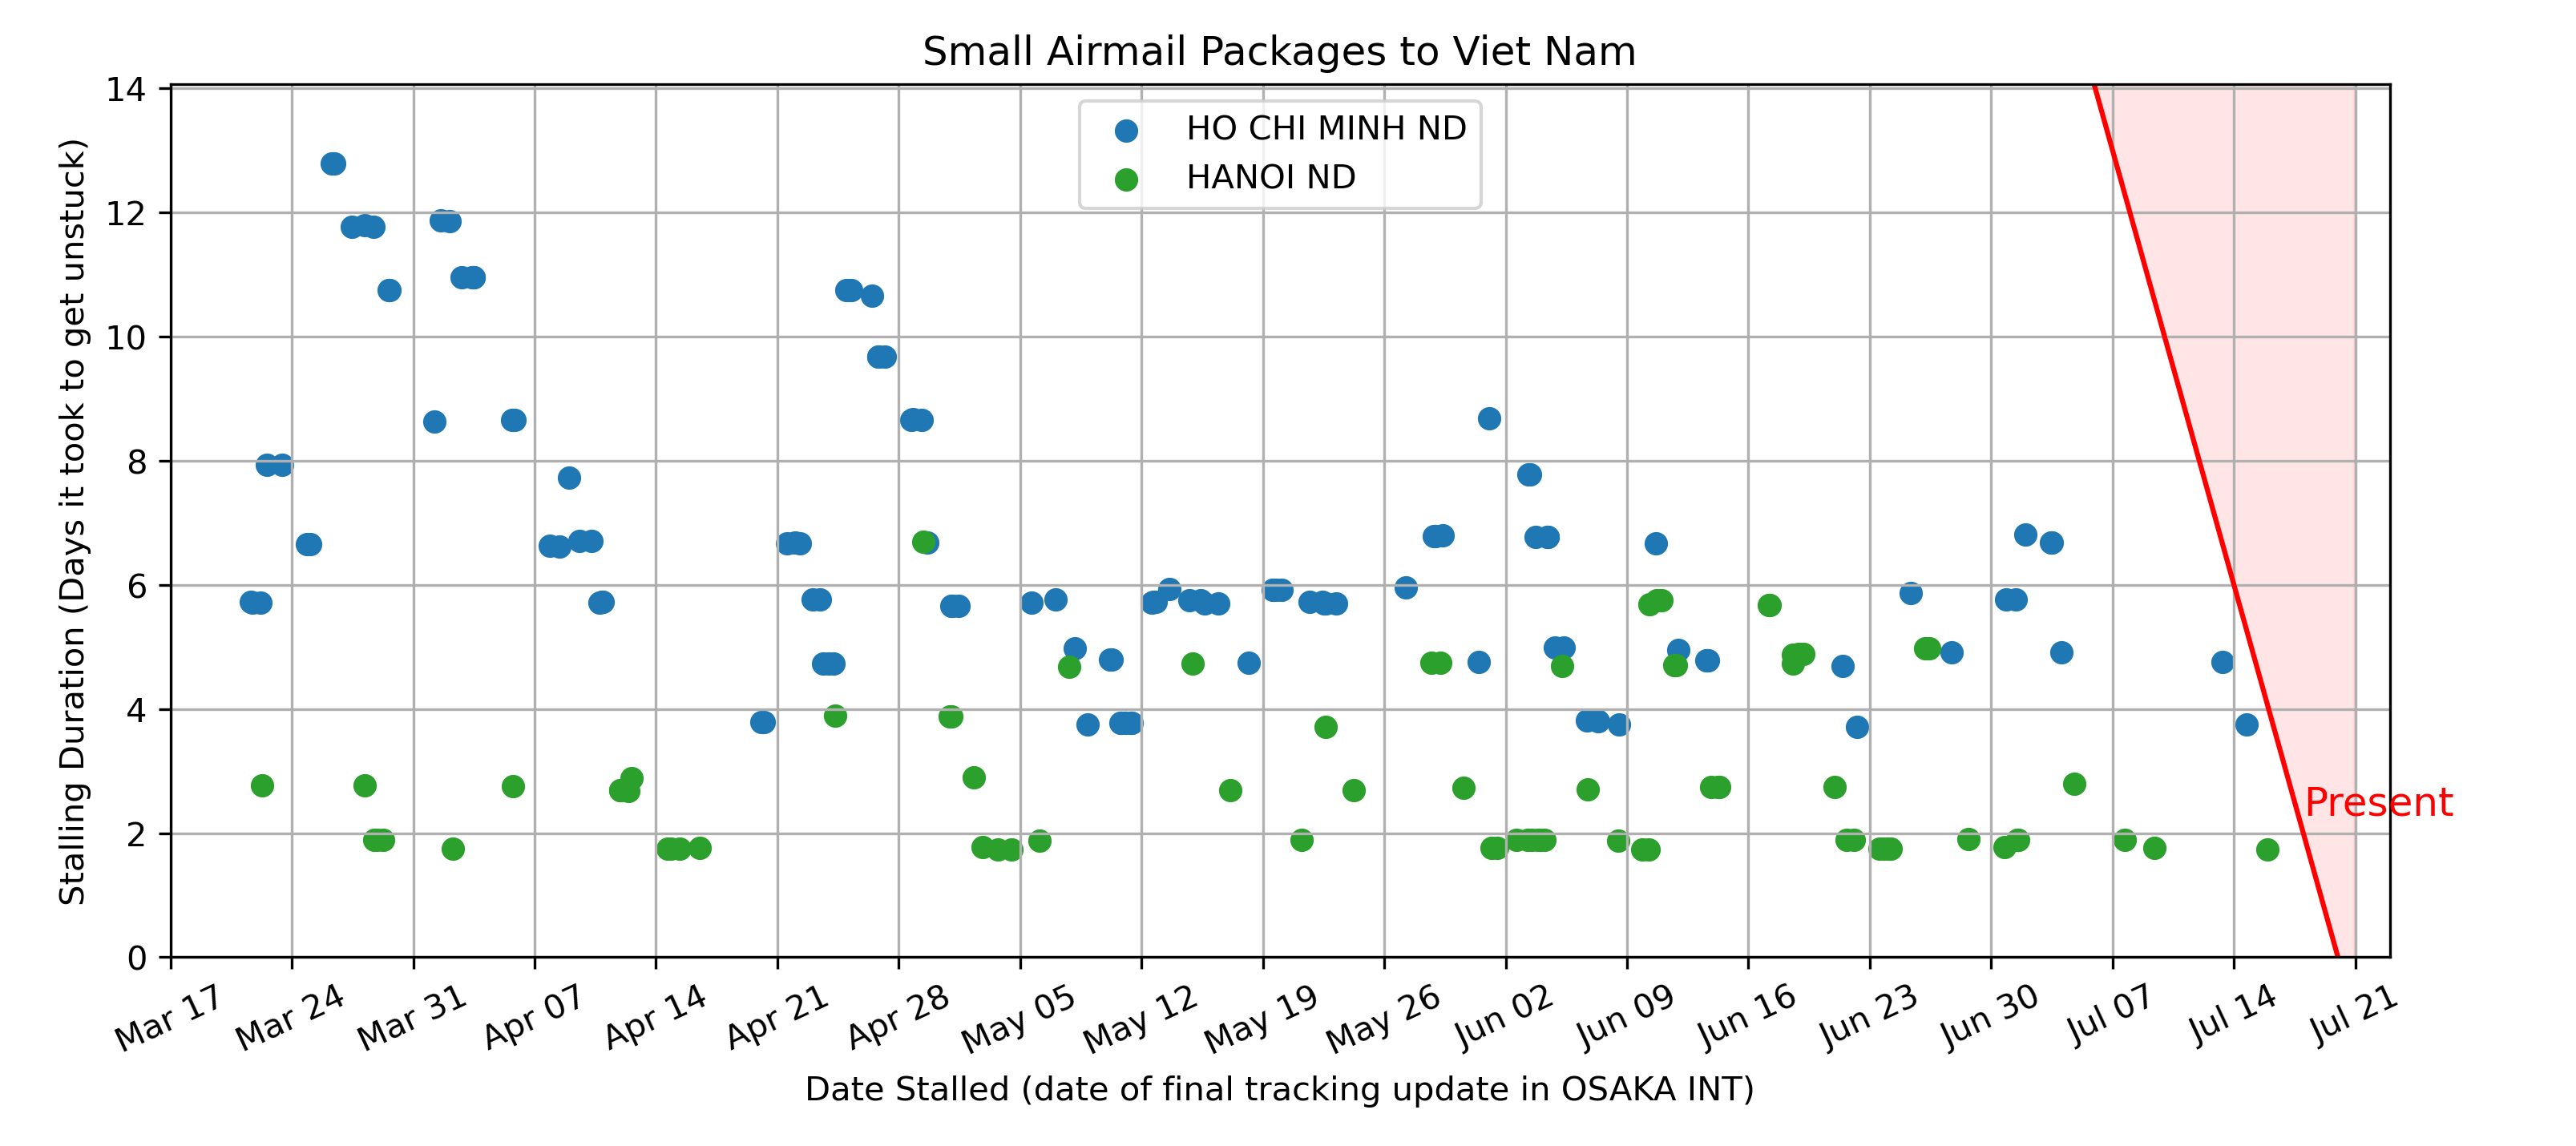 Small Airmail Packages to Viet Nam
HO CHI MINH ND
HANOI ND
Stalling Duration (Days it took to get unstuck)
14
12
10
8
6
4
2
0
Present
Mar 17
Mar 24
Mar 31
Apr 07
Apr 14
Apr 21
Apr 28
May 05
May 12
May 19
May 26
Jun 02
Jun 09
Jun 16
Jun 23
Jun 30
Jul 07
Jul 14
Jul 21
Date Stalled (date of final tracking update in OSAKA INT)